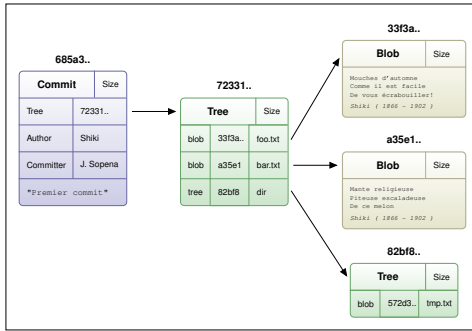 685a3..
Commit Size
Tree 72331..
Author Shiki
Committer J. Sopena
"Premier commit"
72331..
Tree Size
blob 33f3a.. foo.txt
blob a35e1 bar.txt
tree 82bf8 dir
33f3a..
Blob Size
Mouches d'automne
Comme il est facile
De vous écrabouiller!
Shiki ( 1866 - 1902 )
a35e1..
Blob Size
Mante religieuse
Piteuse escaladeuse
De ce melon
Shiki ( 1866 - 1902 )
82bf8..
Tree Size
blob 572d3.. tmp.txt